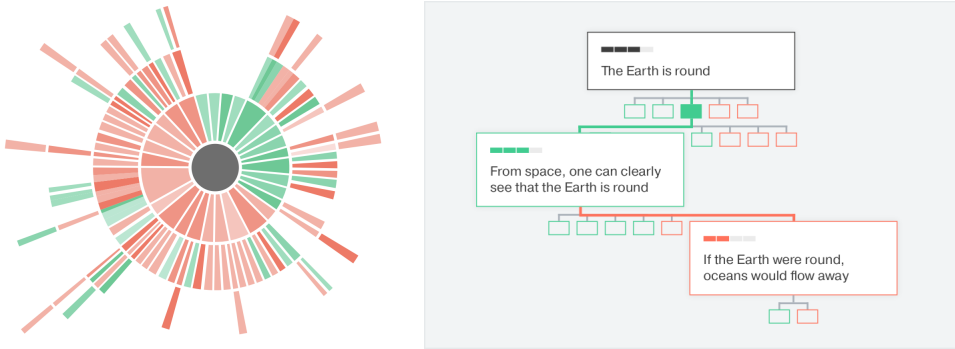 The Earth is round
From space, one can clearly
see that the Earth is round
If the Earth were round,
oceans would flow away